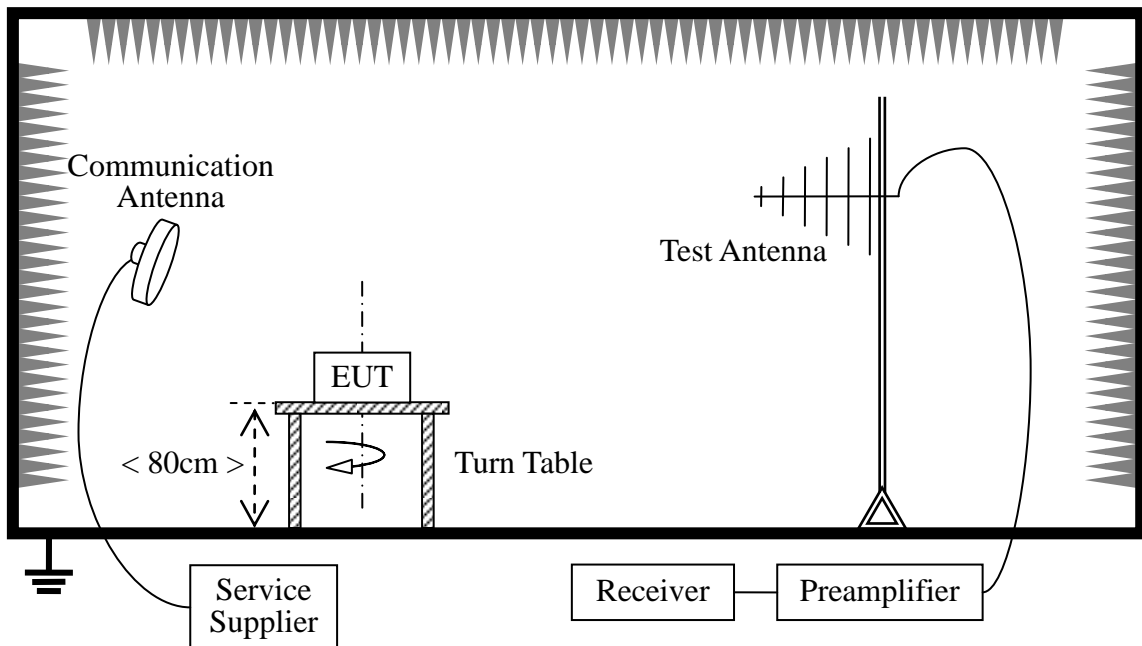 Communication
Antenna
Test Antenna
EUT
< 80cm >
Turn Table
Service
Supplier
Receiver
Preamplifier